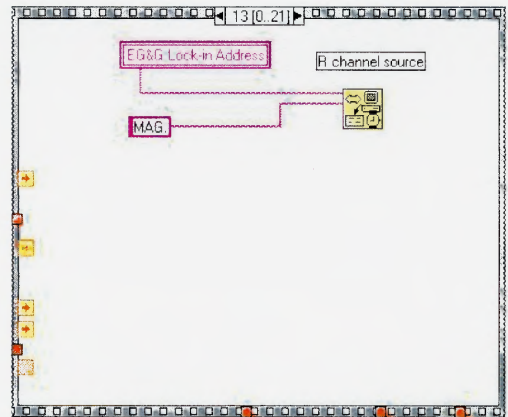 13 [0..21]
EG&G Lock-in Address
R channel source
MAG.